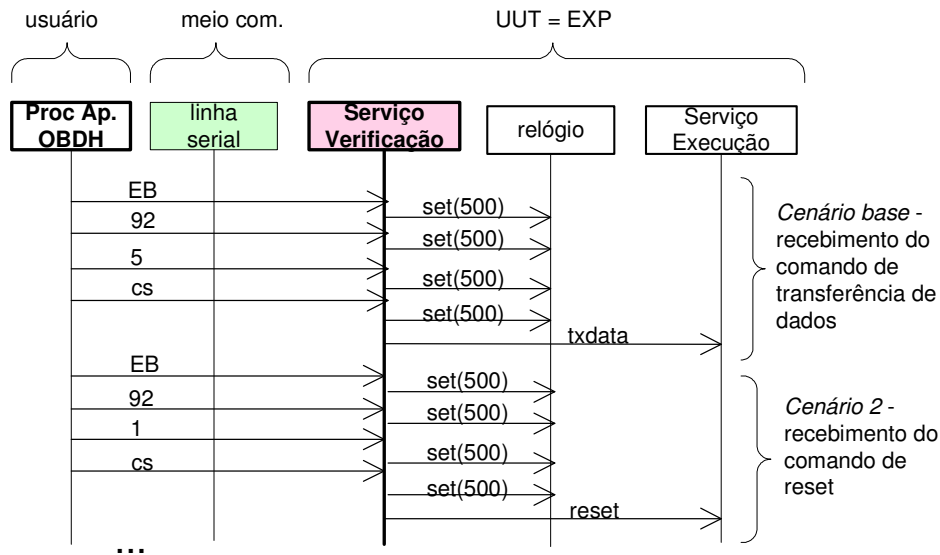 usuário
meio com.
UUT = EXP
Proc Ap.
OBDH
linha
serial
Serviço
Verificação
relógio
Serviço
Execução
EB
set(500)
92
set(500)
5
set(500)
cs
set(500)
txdata
Cenário base -
recebimento do
comando de
transferência de
dados
EB
set(500)
92
set(500)
1
set(500)
cs
set(500)
reset
Cenário 2 -
recebimento do
comando de
reset
...